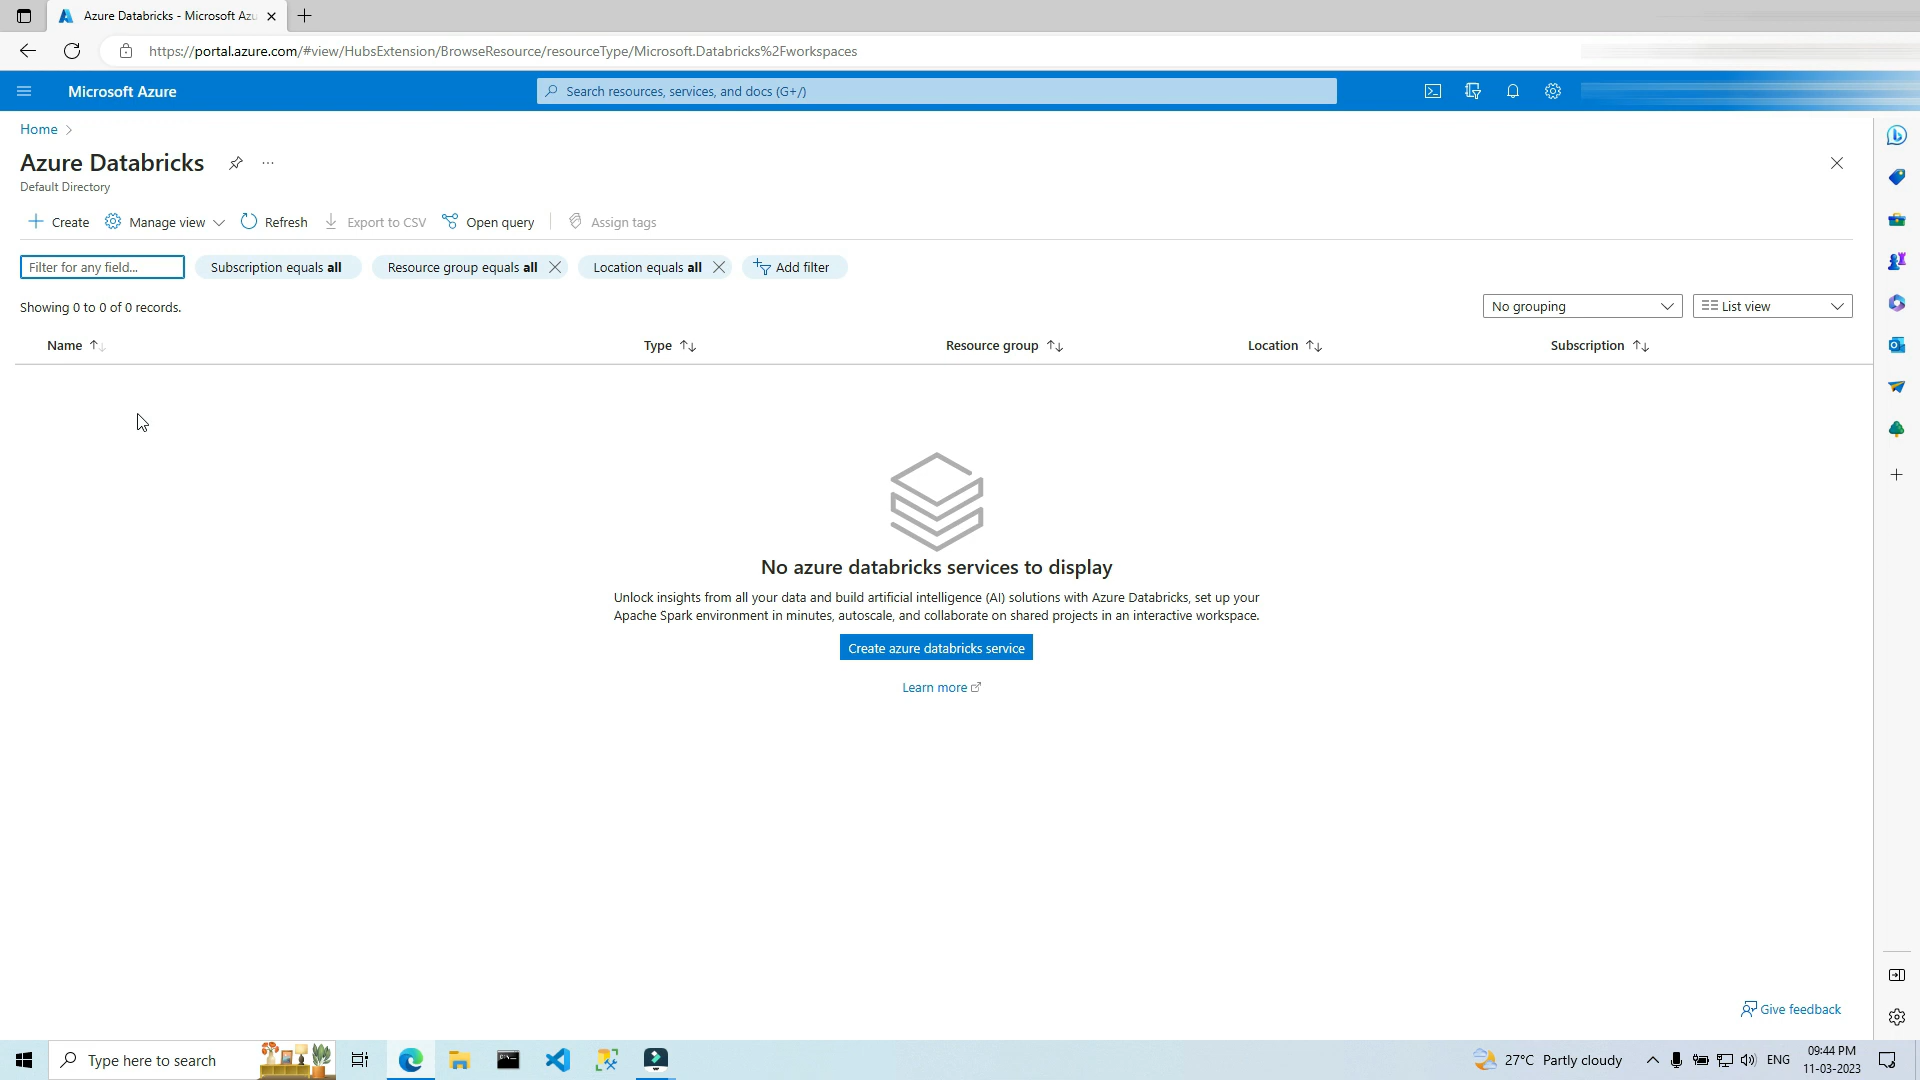 Azure Databricks - Microsoft Azu
https://portal.azure.com/#view/HubsExtension/BrowseResource/resourceType/Microsoft.Databricks%2Fworkspaces
Microsoft Azure
Search resources, services, and docs (G+/)
Home
Azure Databricks
Default Directory
Create
Manage view
Refresh
Export to CSV
Open query
Assign tags
Filter for any field...
Subscription equals all
Resource group equals all
Location equals all
Add filter
Showing 0 to 0 of 0 records.
No grouping
List view
Name
Type
Resource group
Location
Subscription
No azure databricks services to display
Unlock insights from all your data and build artificial intelligence (AI) solutions with Azure Databricks, set up your
Apache Spark environment in minutes, autoscale, and collaborate on shared projects in an interactive workspace.
Create azure databricks service
Learn more
Give feedback
Type here to search
27°C Partly cloudy
ENG
09:44 PM
11-03-2023